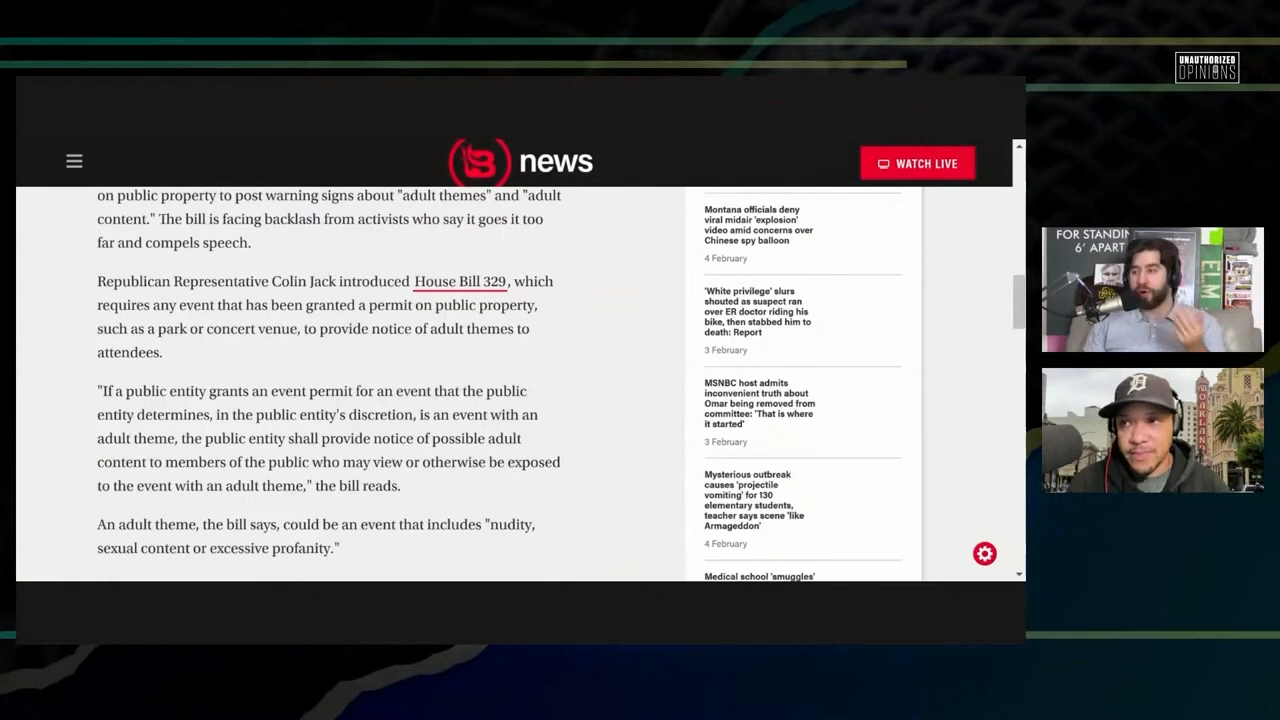 UNAUTHORIZED
OPINIONS
news
WATCH LIVE
on public property to post warning signs about "adult themes" and "adult
content." The bill is facing backlash from activists who say it goes it too
far and compels speech.
Republican Representative Colin Jack introduced House Bill 329, which
requires any event that has been granted a permit on public property,
such as a park or concert venue, to provide notice of adult themes to
attendees.
"If a public entity grants an event permit for an event that the public
entity determines, in the public entity's discretion, is an event with an
adult theme, the public entity shall provide notice of possible adult
content to members of the public who may view or otherwise be exposed
to the event with an adult theme," the bill reads.
An adult theme, the bill says, could be an event that includes "nudity,
sexual content or excessive profanity."
Montana officials deny
viral midair 'explosion'
video amid concerns over
Chinese spy balloon
4 February
'White privilege' slurs
shouted as suspect ran
over ER doctor riding his
bike, then stabbed him to
death: Report
3 February
MSNBC host admits
inconvenient truth about
Omar being removed from
committee: 'That is where
it started'
3 February
Mysterious outbreak
causes 'projectile
vomiting' for 130
elementary students,
teacher says scene 'like
Armageddon'
4 February
Medical school 'smuggles'
FOR STANDING
6' APART
ELM
OAKLAND